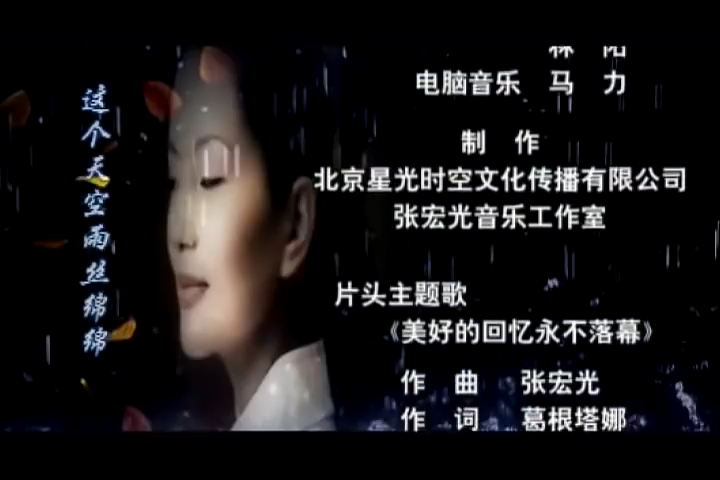 这个天空雨丝绵绵
电脑音乐 马 力
制 作
北京星光时空文化传播有限公司
张宏光音乐工作室
片头主题歌
《美好的回忆永不落幕》
作 曲 张宏光
作 词 葛根塔娜